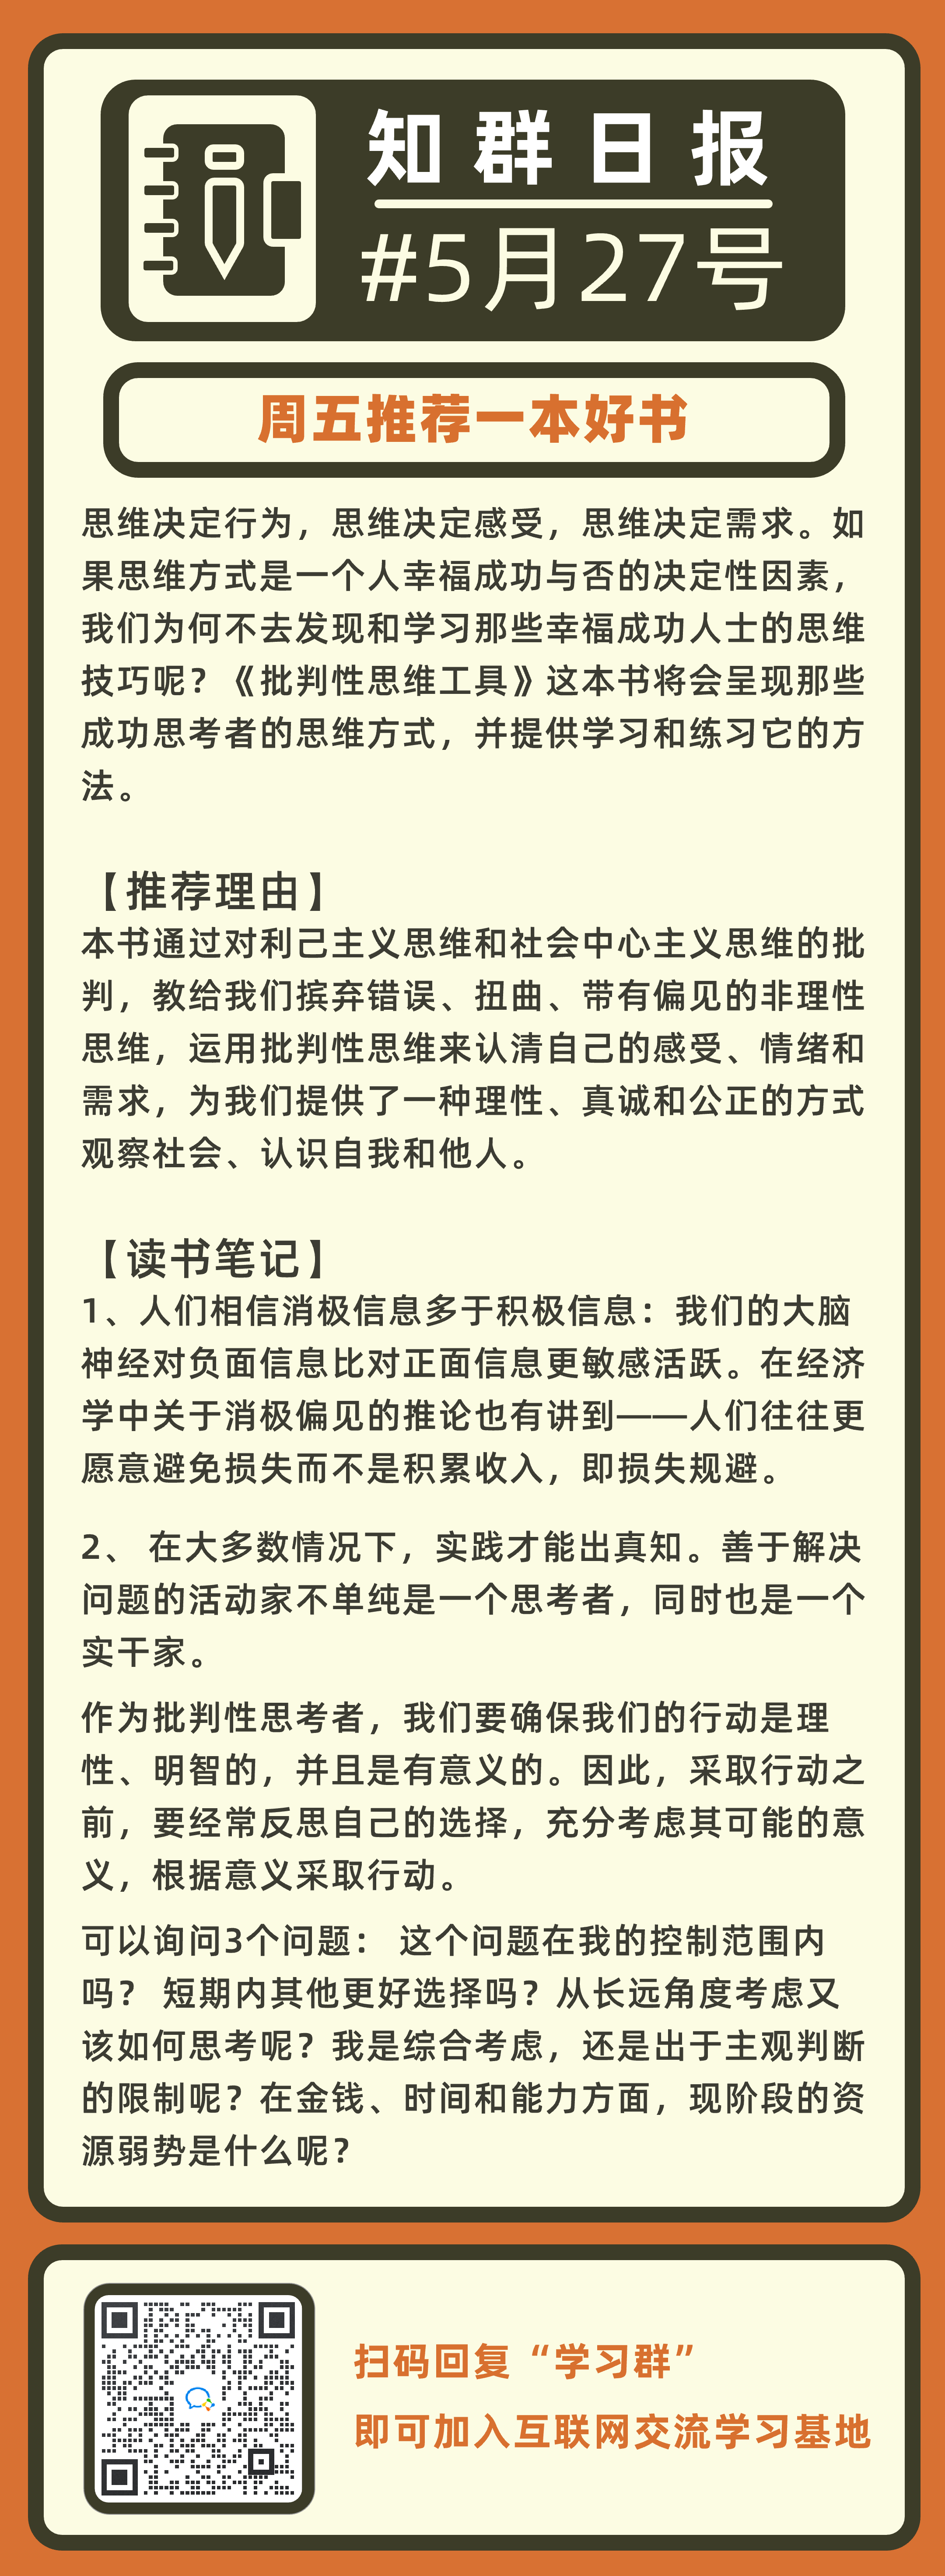 知群日报
#5月27号
周五推荐一本好书
思维决定行为，思维决定感受，思维决定需求。如
果思维方式是一个人幸福成功与否的决定性因素，
我们为何不去发现和学习那些幸福成功人士的思维
技巧呢？《批判性思维工具》这本书将会呈现那些
成功思考者的思维方式，并提供学习和练习它的方
法。
【推荐理由】
本书通过对利己主义思维和社会中心主义思维的批
判，教给我们摈弃错误、扭曲、带有偏见的非理性
思维，运用批判性思维来认清自己的感受、情绪和
需求，为我们提供了一种理性、真诚和公正的方式
观察社会、认识自我和他人。
【读书笔记】
1、人们相信消极信息多于积极信息：我们的大脑
神经对负面信息比对正面信息更敏感活跃。在经济
学中关于消极偏见的推论也有讲到——人们往往更
愿意避免损失而不是积累收入，即损失规避。
2、 在大多数情况下，实践才能出真知。善于解决
问题的活动家不单纯是一个思考者，同时也是一个
实干家。
作为批判性思考者，我们要确保我们的行动是理
性、明智的，并且是有意义的。因此，采取行动之
前，要经常反思自己的选择，充分考虑其可能的意
义，根据意义采取行动。
可以询问3个问题： 这个问题在我的控制范围内
吗？ 短期内其他更好选择吗？从长远角度考虑又
该如何思考呢？我是综合考虑，还是出于主观判断
的限制呢？在金钱、时间和能力方面，现阶段的资
源弱势是什么呢？
扫码回复“学习群”
即可加入互联网交流学习基地